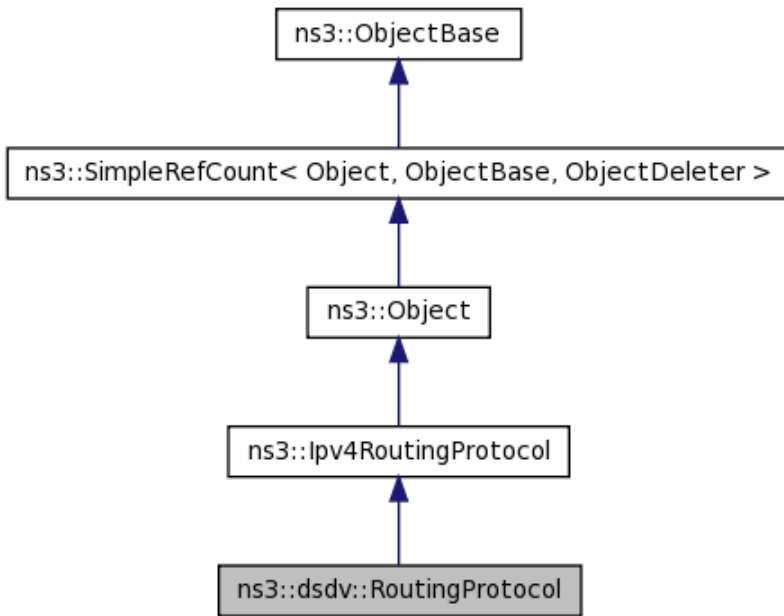 ns3::ObjectBase
ns3::SimpleRefCount< Object, ObjectBase, ObjectDeleter >
ns3::Object
ns3::Ipv4RoutingProtocol
ns3::dsdv::RoutingProtocol